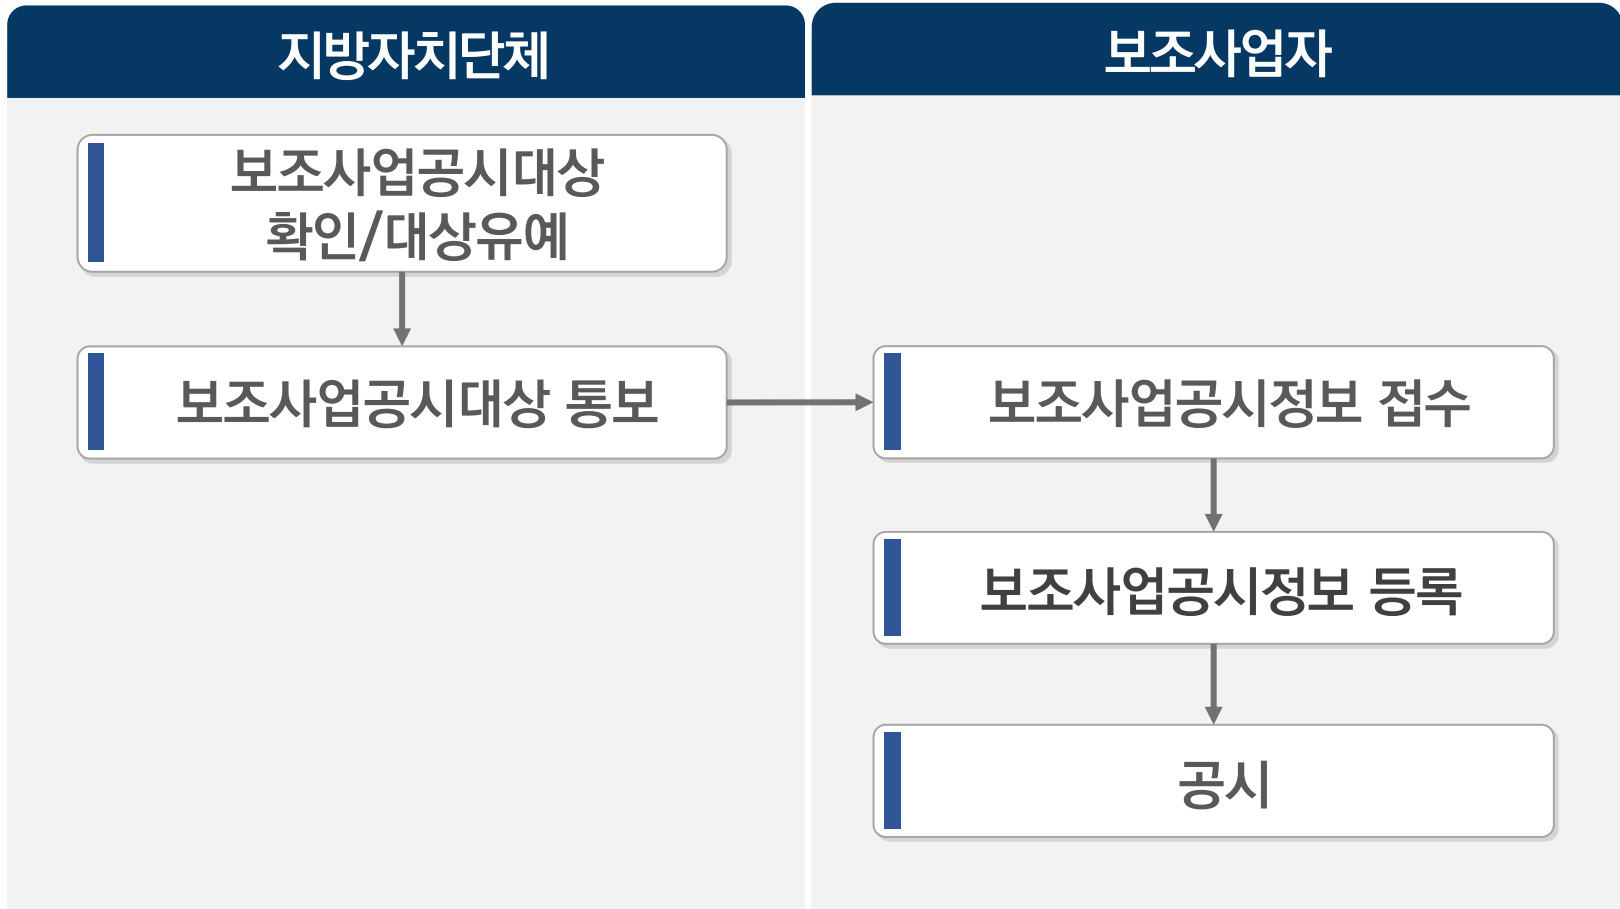 지방자치단체
보조사업자
보조사업공시대상
확인/대상유예
보조사업공시대상 통보
보조사업공시정보 접수
보조사업공시정보 등록
공시